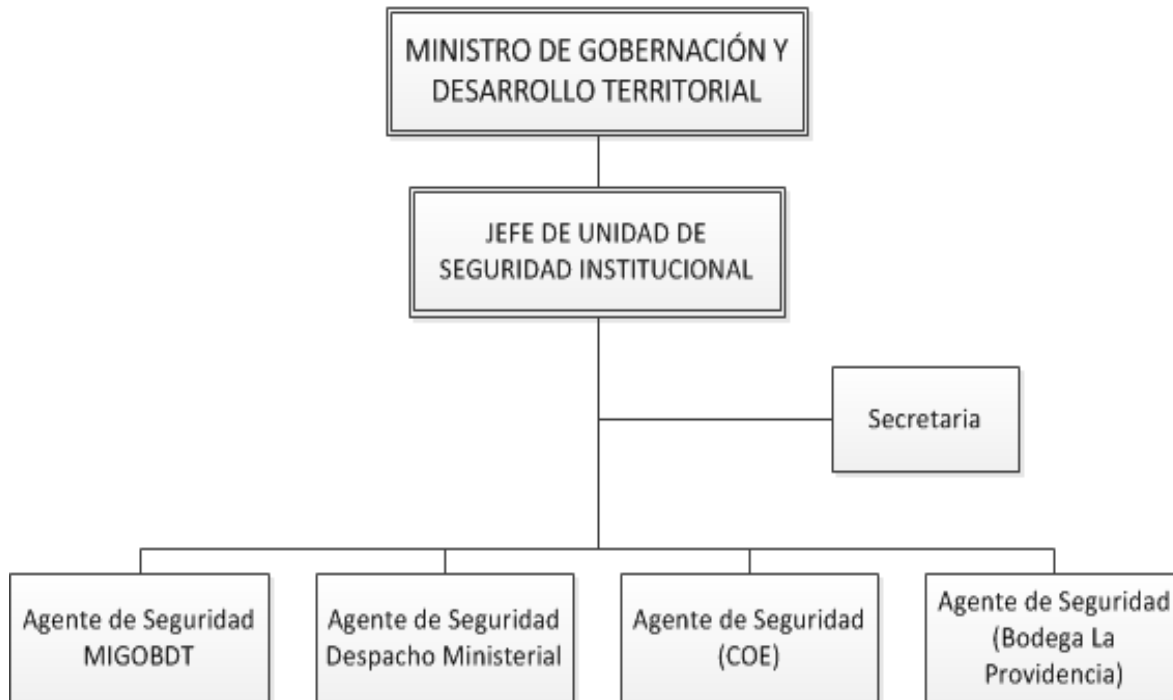 MINISTRO DE GOBERNACIÓN Y
DESARROLLO TERRITORIAL
JEFE DE UNIDAD DE
SEGURIDAD INSTITUCIONAL
Secretaria
Agente de Seguridad
MIGOBDT
Agente de Seguridad
Despacho Ministerial
Agente de Seguridad
(COE)
Agente de Seguridad
(Bodega La
Providencia)